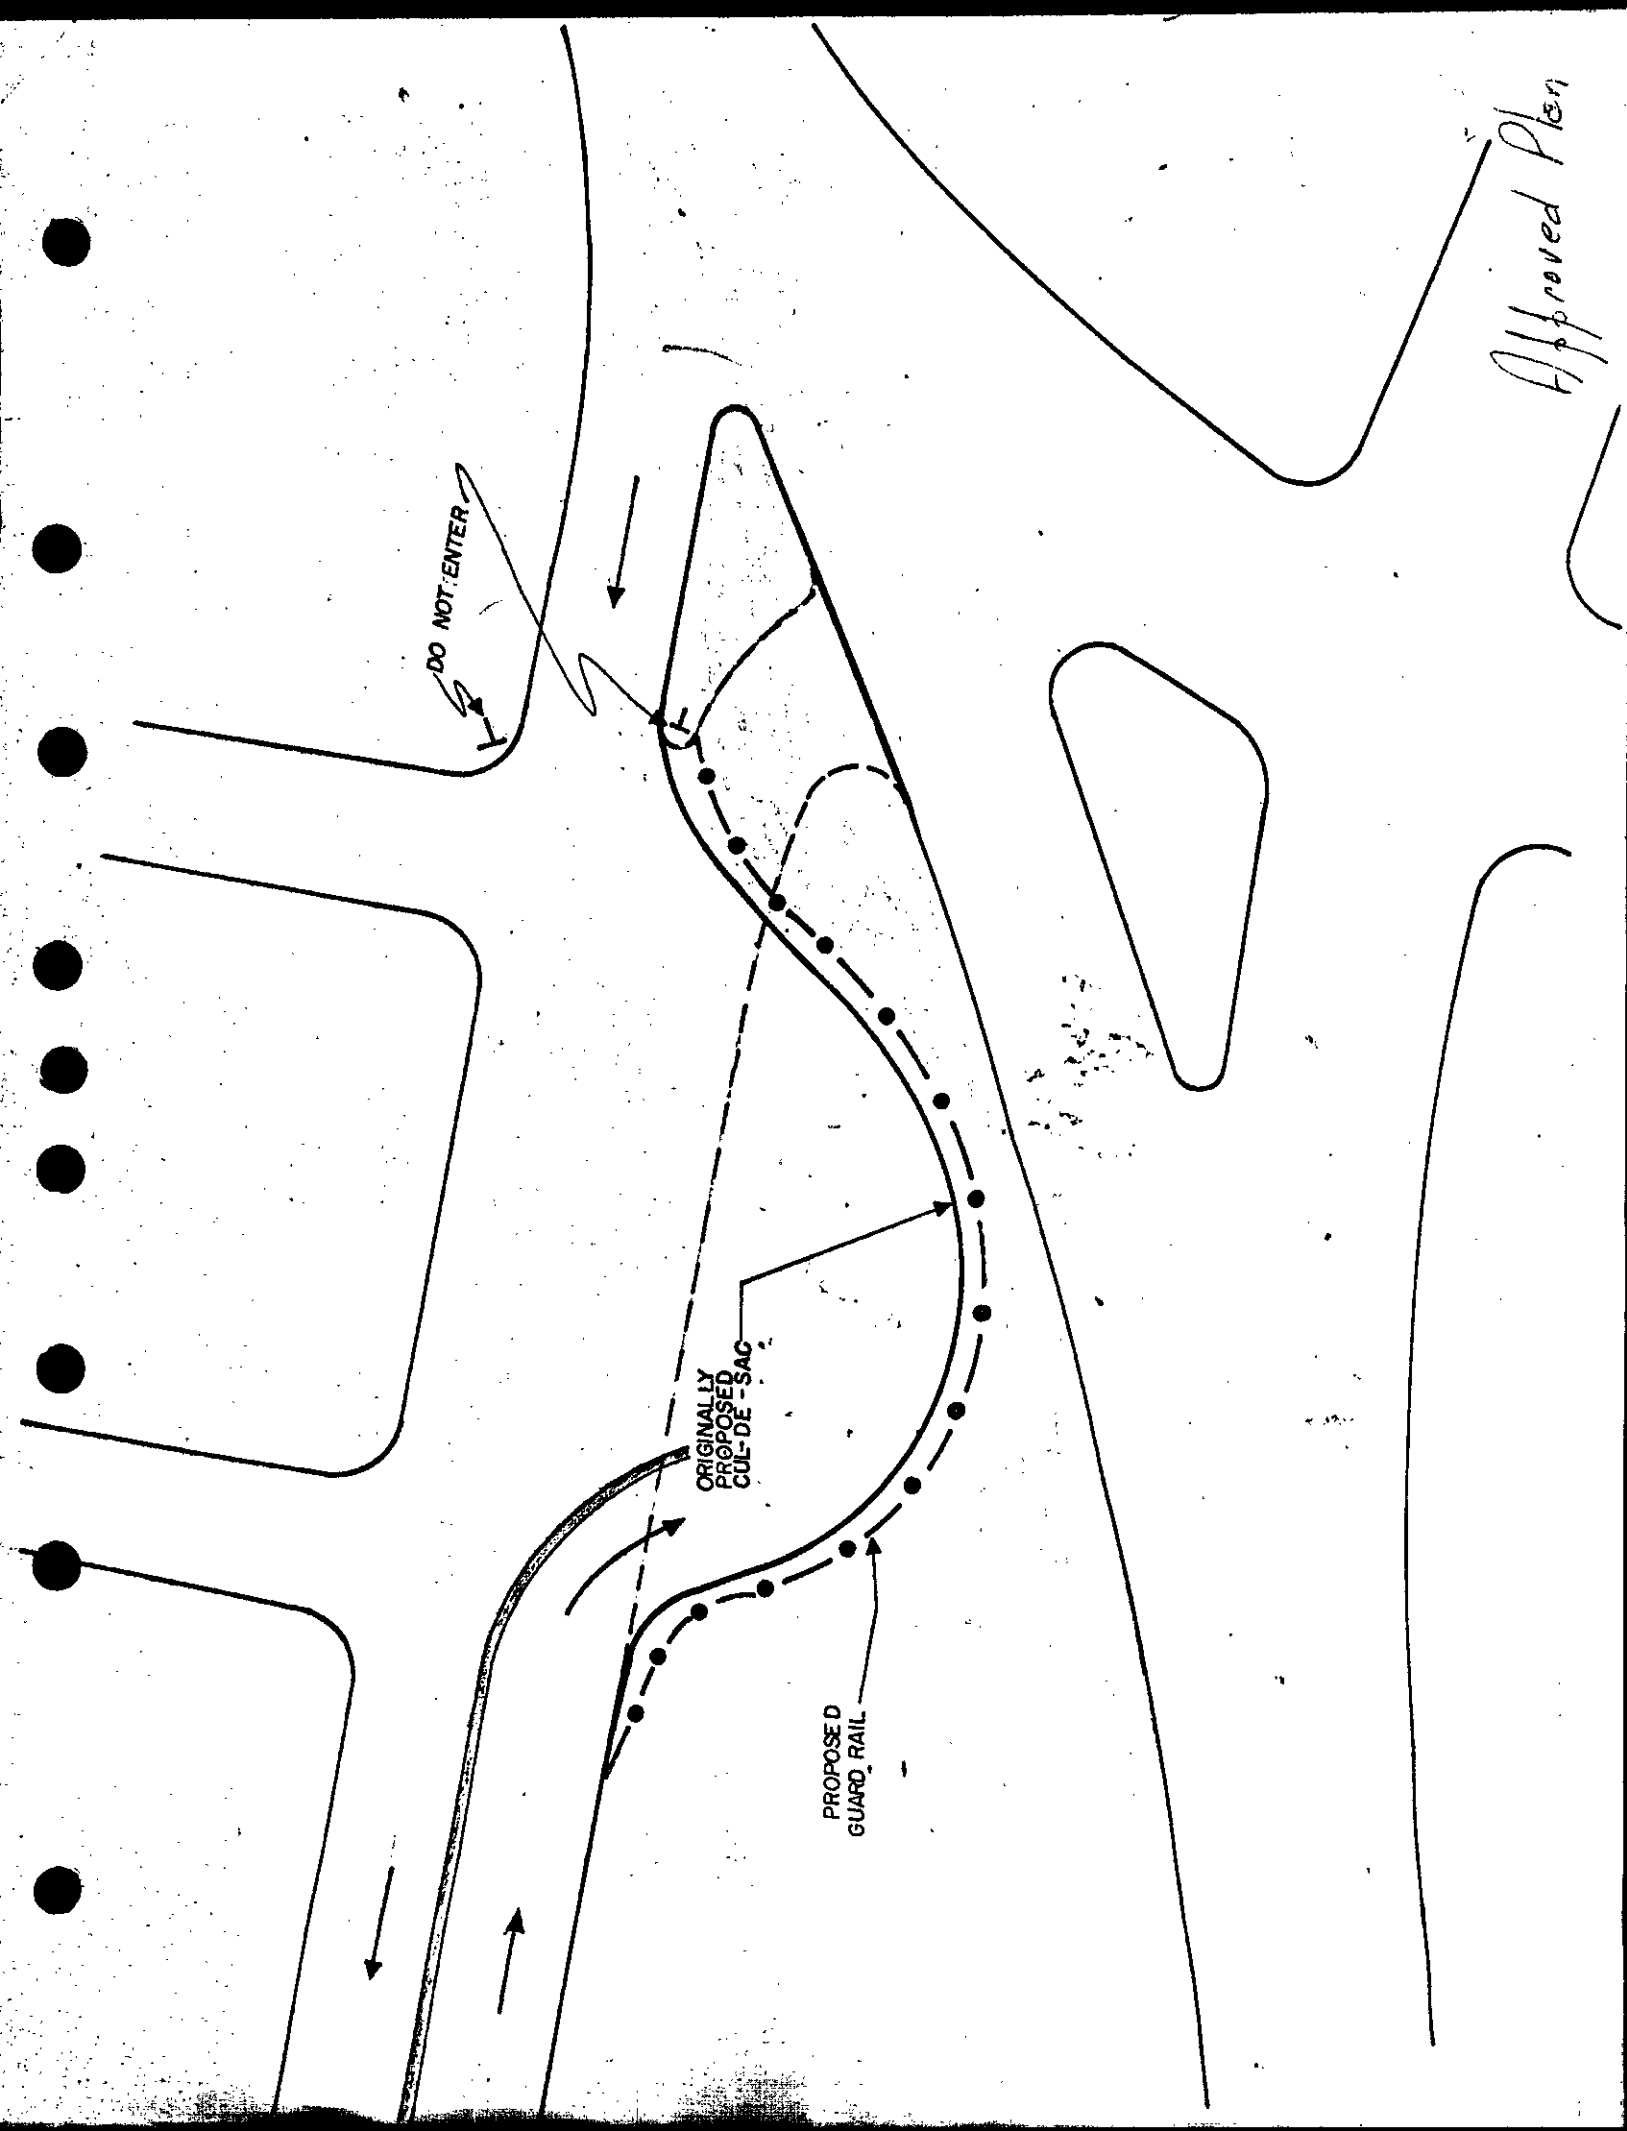 Approved Plan
DO NOT ENTER
ORIGINALLY
PROPOSED
CUL-DE-SAC
PROPOSED
GUARD RAIL